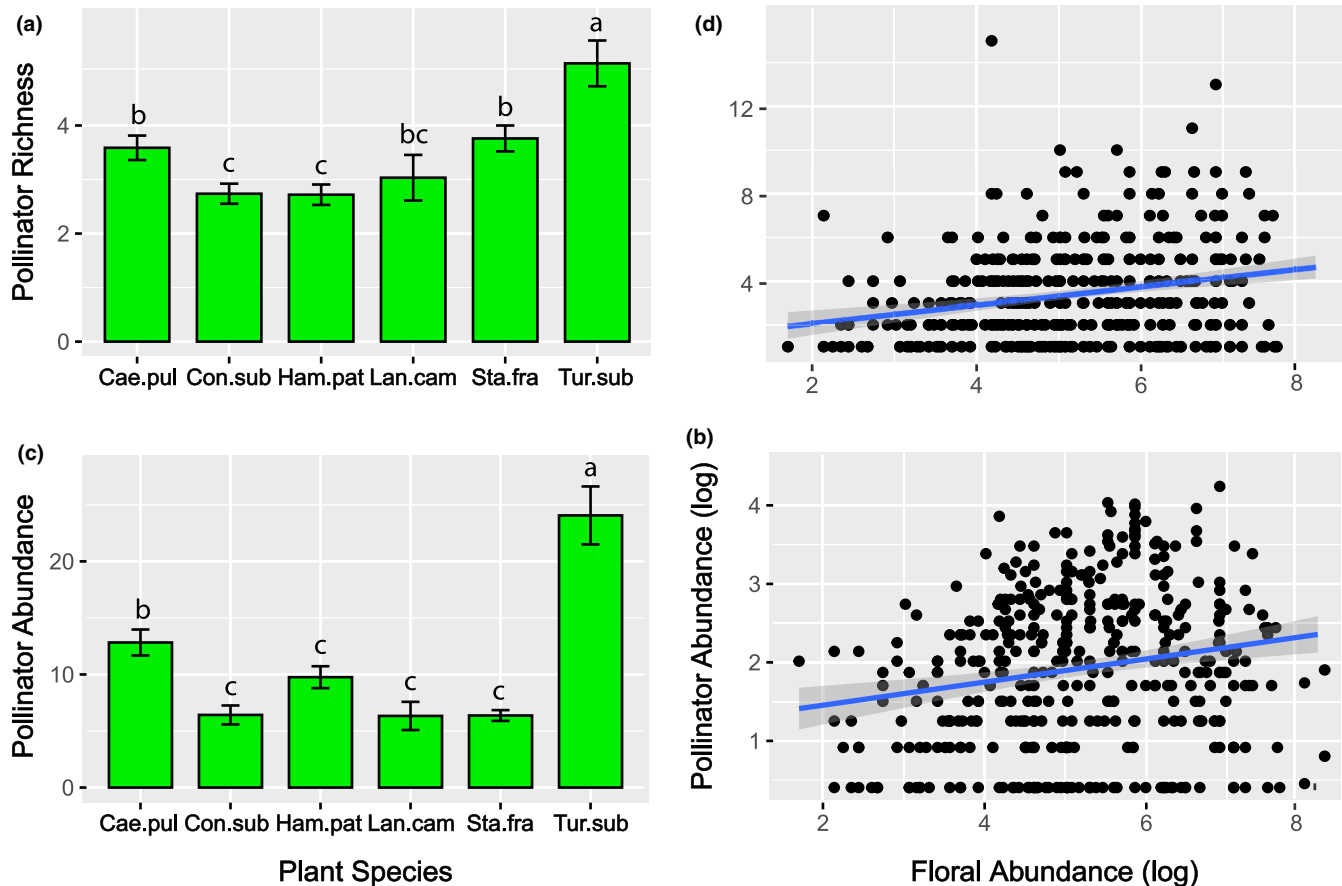 (a)
Pollinator Richness
4
2
0
b
c
c
bc
b
a
Cae.pul Con.sub Ham.pat Lan.cam Sta.fra Tur.sub
(d)
12
8
4
2 4 6 8
(c)
Pollinator Abundance
20
10
0
b
c
c
c
c
a
Cae.pul Con.sub Ham.pat Lan.cam Sta.fra Tur.sub
Plant Species
(b)
Pollinator Abundance (log)
4
3
2
1
2 4 6 8
Floral Abundance (log)